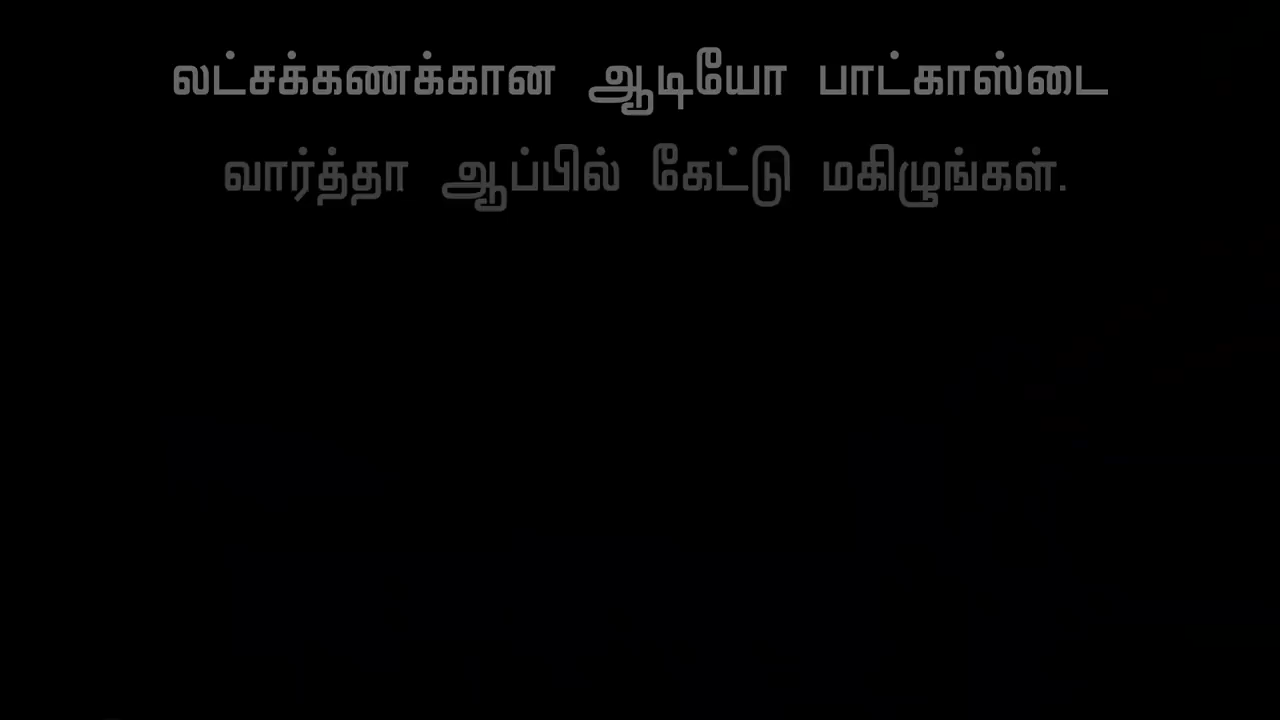 லட்சக்கணக்கான ஆடியோ பாட்காஸ்டை
வார்த்தா ஆப்பில் கேட்டு மகிழுங்கள்.